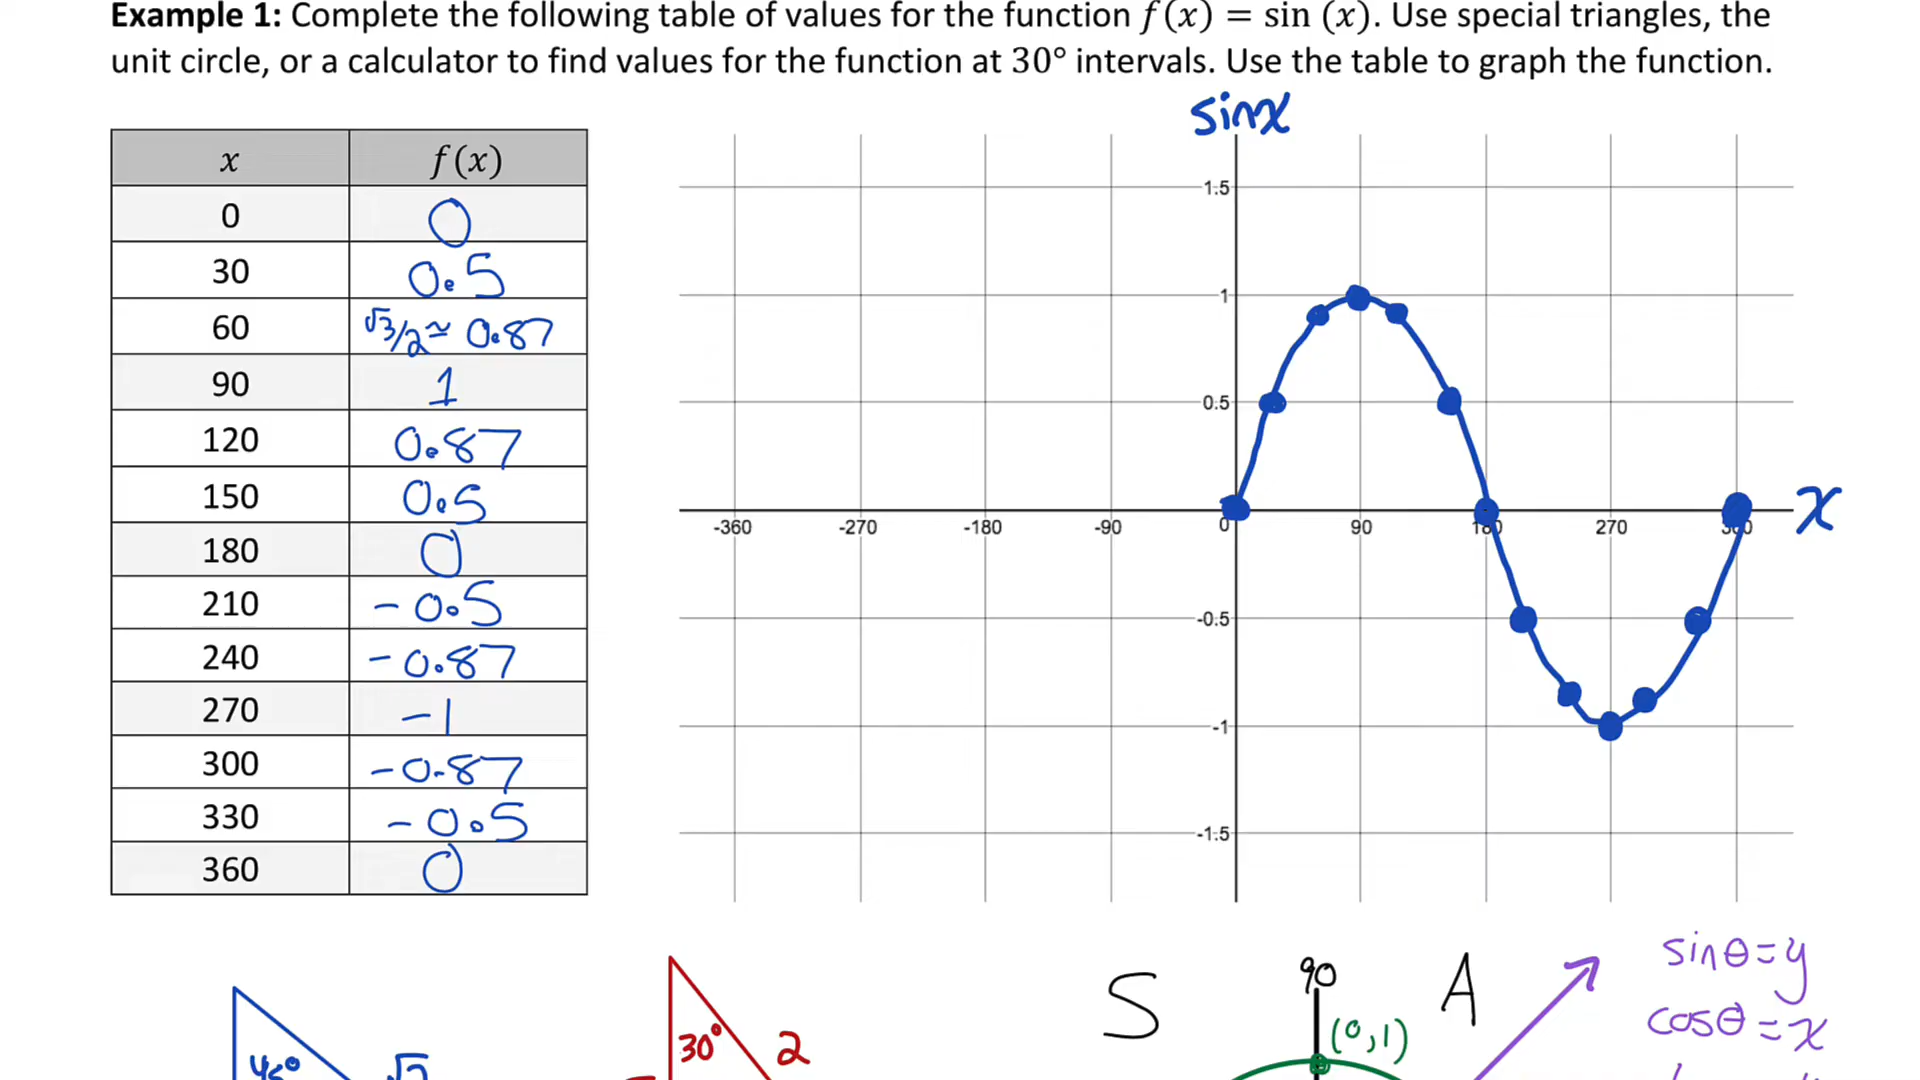 Example 1: Complete the following table of values for the function f(x) = sin (x). Use special triangles, the
unit circle, or a calculator to find values for the function at 30° intervals. Use the table to graph the function.
x f(x)
0 0
30 0.5
60 √3/2 ≃ 0.87
90 1
120 0.87
150 0.5
180 0
210 -0.5
240 -0.87
270 -1
300 -0.87
330 -0.5
360 0
sinx
1.5
1
0.5
-360 -270 -180 -90 0 90 180 270 360 x
-0.5
-1
-1.5
45° √2
30° 2
S 90 A
(0,1)
sinθ=y
cosθ=x